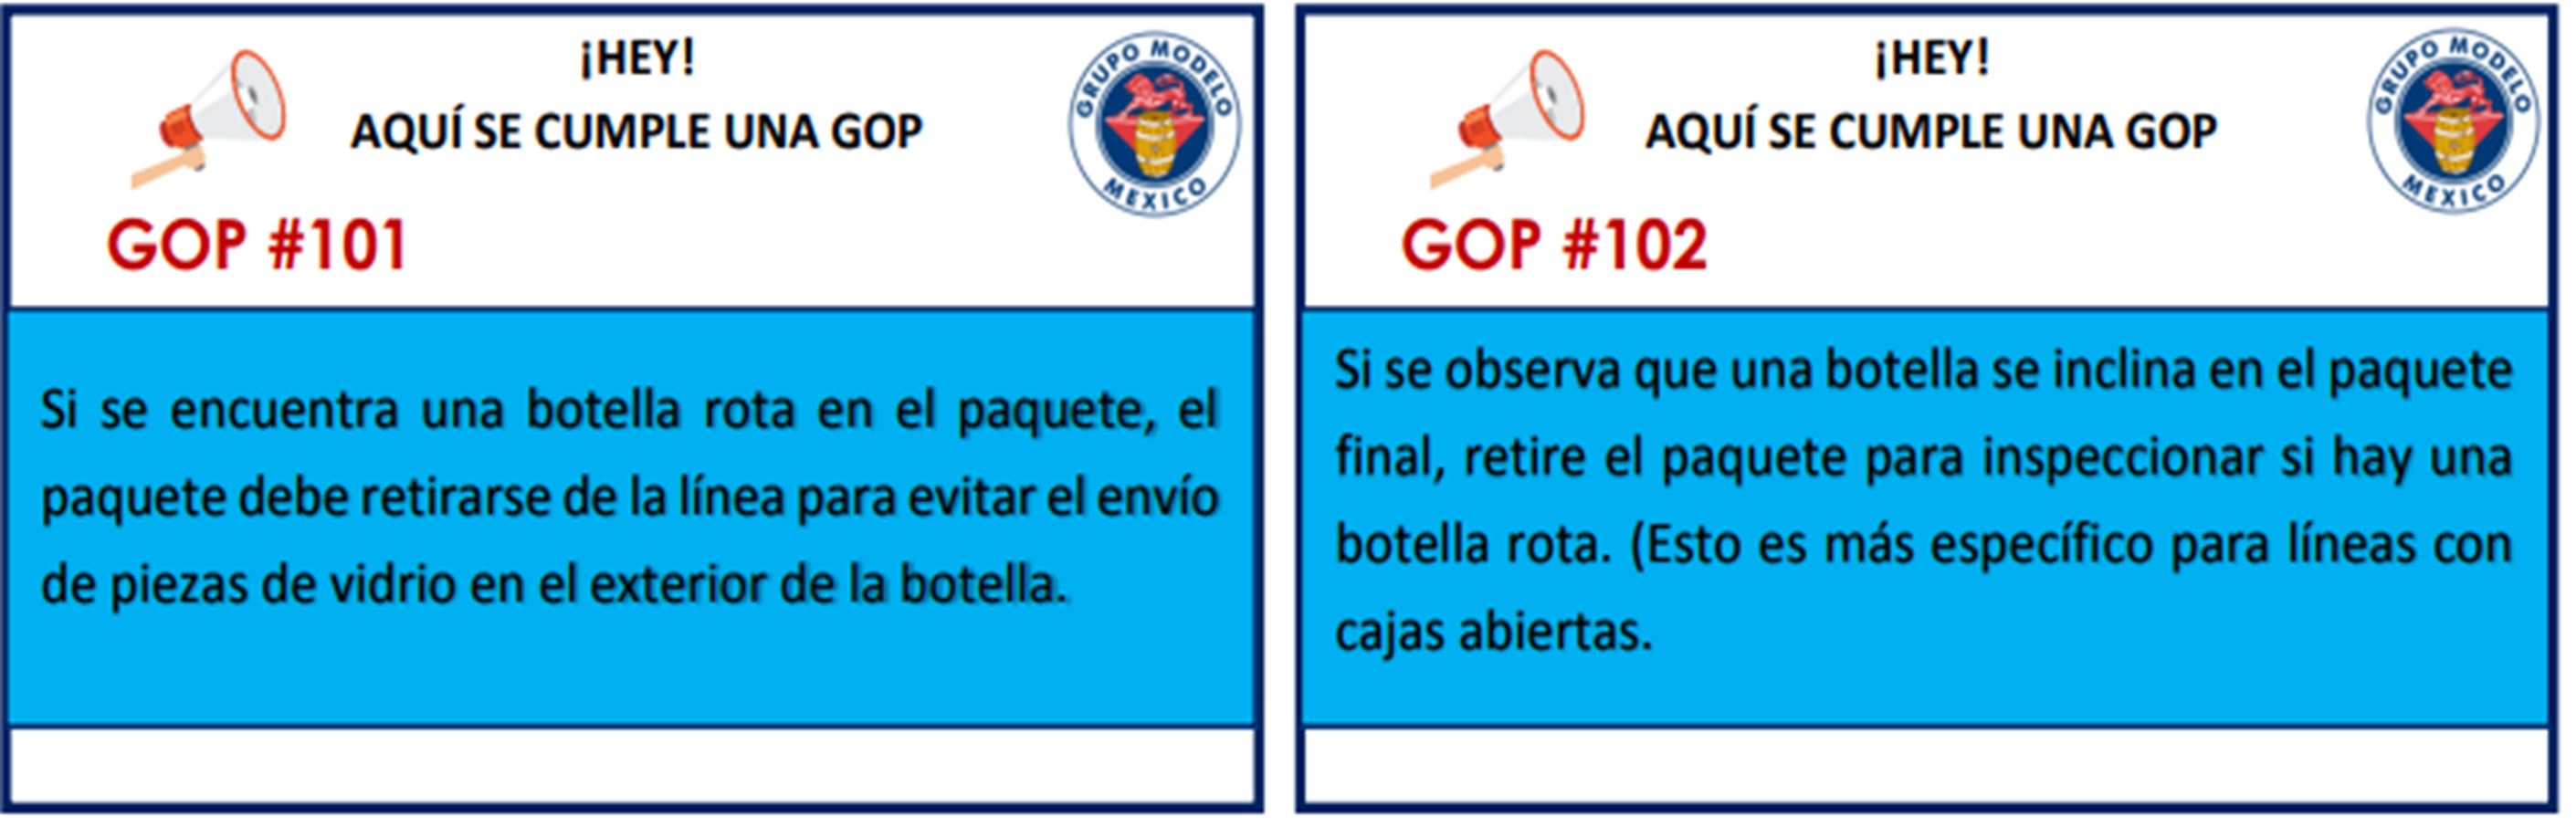 ¡HEY!
AQUÍ SE CUMPLE UNA GOP
GRUPO MODELO
MEXICO
GOP #101
Si se encuentra una botella rota en el paquete, el
paquete debe retirarse de la línea para evitar el envío
de piezas de vidrio en el exterior de la botella.
¡HEY!
AQUÍ SE CUMPLE UNA GOP
GRUPO MODELO
MEXICO
GOP #102
Si se observa que una botella se inclina en el paquete
final, retire el paquete para inspeccionar si hay una
botella rota. (Esto es más específico para líneas con
cajas abiertas.